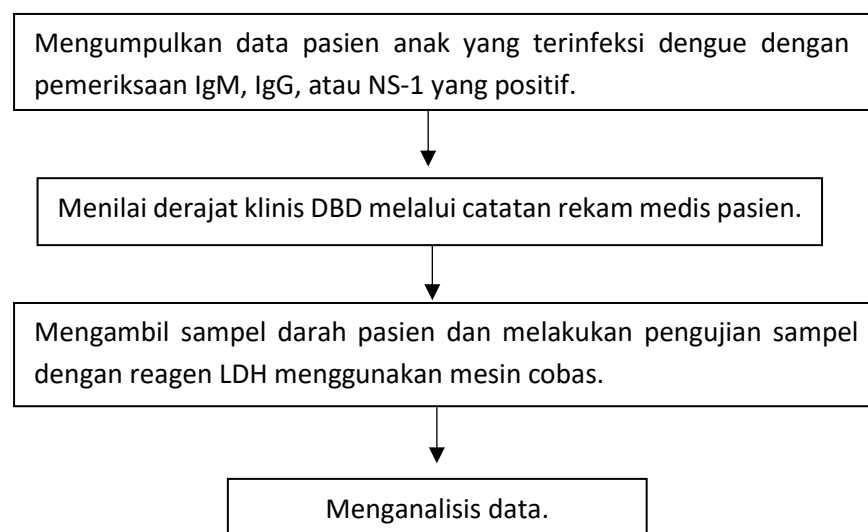 Mengumpulkan data pasien anak yang terinfeksi dengue dengan
pemeriksaan IgM, IgG, atau NS-1 yang positif.
Menilai derajat klinis DBD melalui catatan rekam medis pasien.
Mengambil sampel darah pasien dan melakukan pengujian sampel
dengan reagen LDH menggunakan mesin cobas.
Menganalisis data.